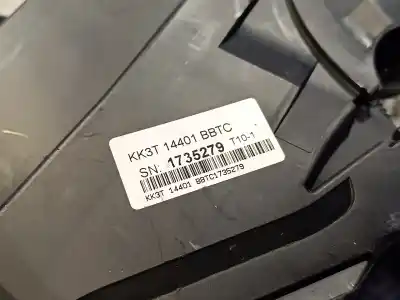 KK3T 14401 BBTC
SN: 1735279 T10-1
KK3T 14401 BBTC1735279